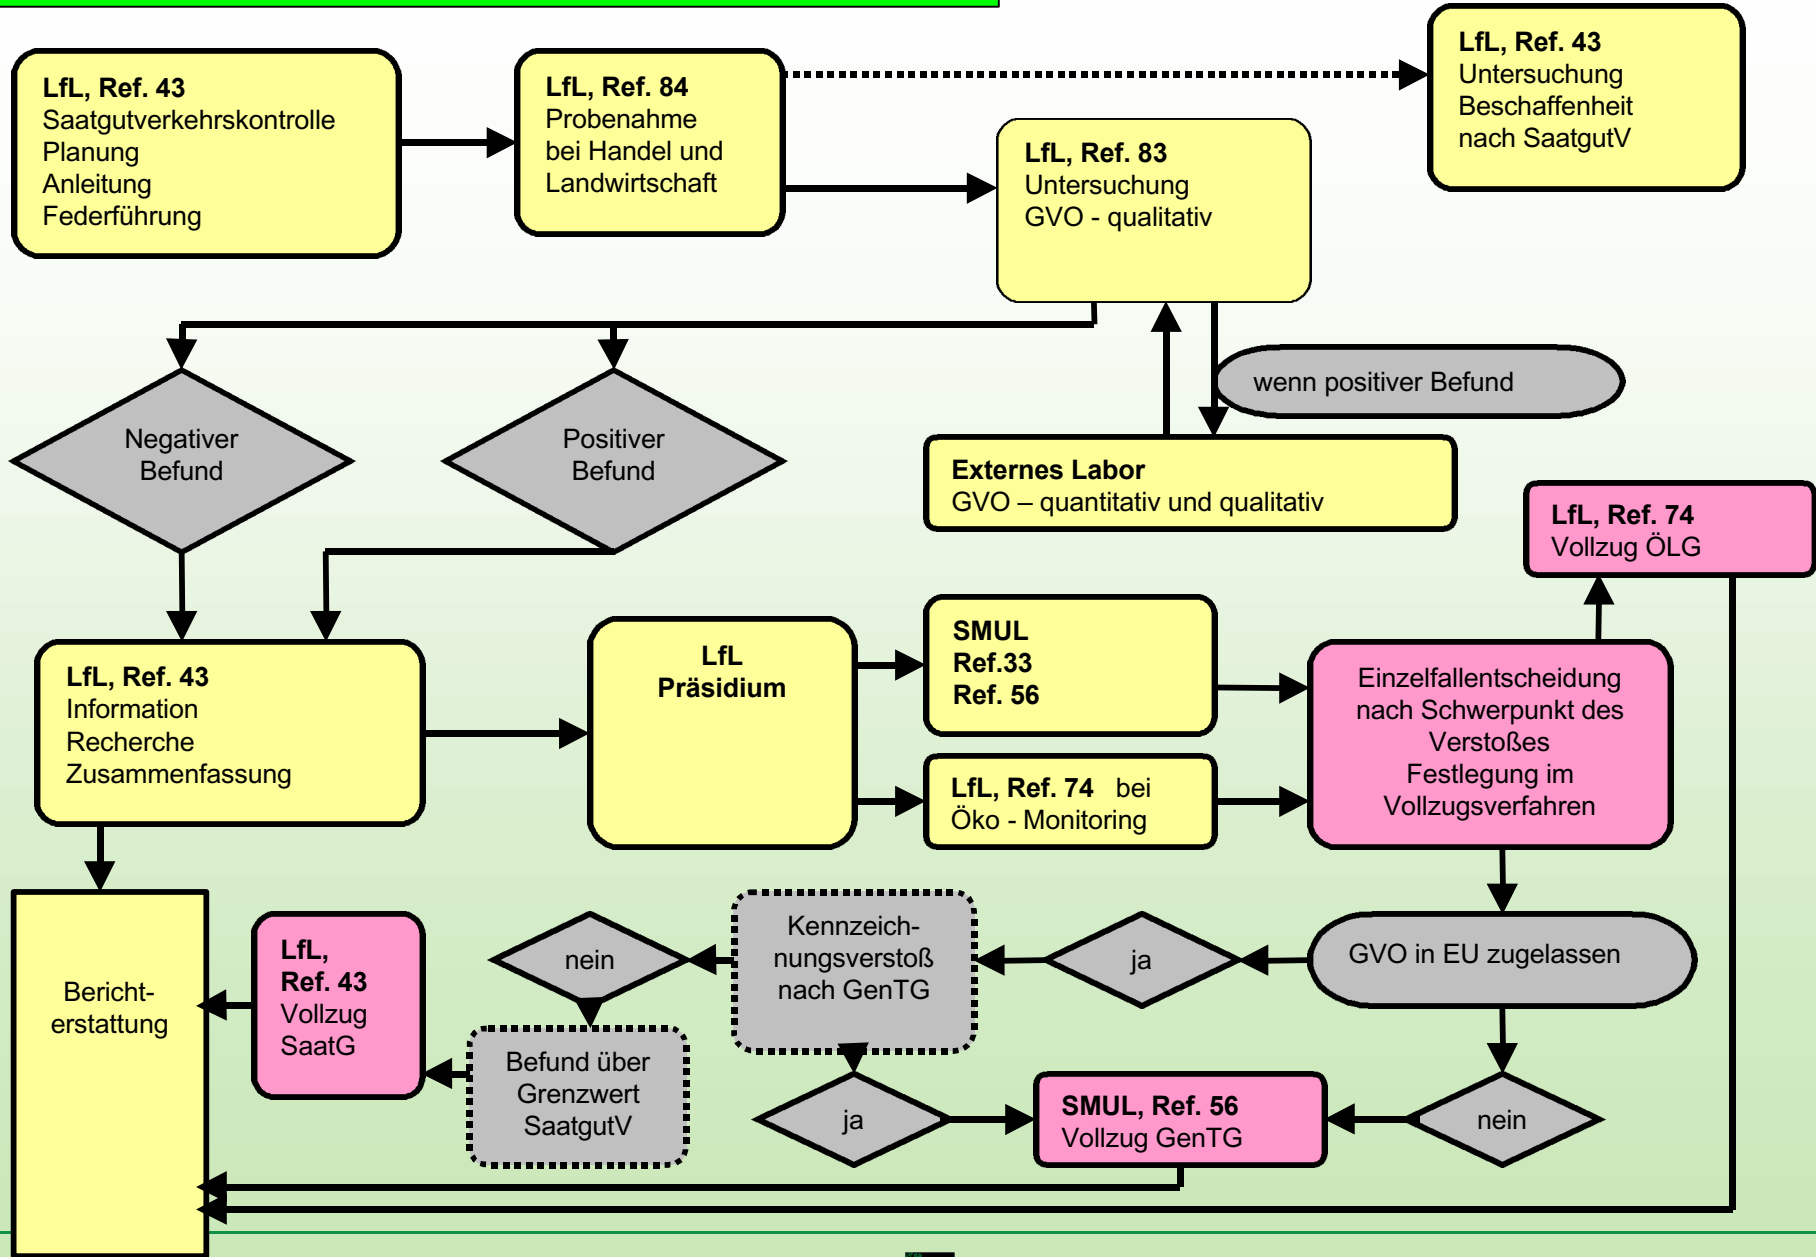 LfL, Ref. 43
Saatgutverkehrskontrolle
Planung
Anleitung
Federführung
LfL, Ref. 84
Probenahme
bei Handel und
Landwirtschaft
LfL, Ref. 43
Untersuchung
Beschaffenheit
nach SaatgutV
LfL, Ref. 83
Untersuchung
GVO - qualitativ
wenn positiver Befund
Negativer
Befund
Positiver
Befund
Externes Labor
GVO – quantitativ und qualitativ
LfL, Ref. 74
Vollzug ÖLG
LfL, Ref. 43
Information
Recherche
Zusammenfassung
LfL
Präsidium
SMUL
Ref.33
Ref. 56
LfL, Ref. 74 bei
Öko - Monitoring
Einzelfallentscheidung
nach Schwerpunkt des
Verstoßes
Festlegung im
Vollzugsverfahren
GVO in EU zugelassen
ja
Kennzeich-
nungsverstoß
nach GenTG
nein
Befund über
Grenzwert
SaatgutV
LfL,
Ref. 43
Vollzug
SaatG
Bericht-
erstattung
ja
SMUL, Ref. 56
Vollzug GenTG
nein